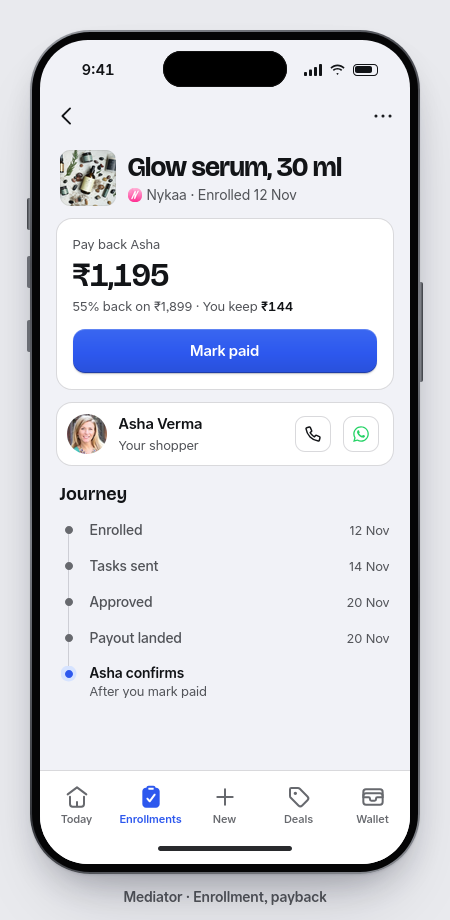 9:41
Glow serum, 30 ml
Nykaa · Enrolled 12 Nov
Pay back Asha
₹1,195
55% back on ₹1,899 · You keep ₹144
Mark paid
Asha Verma
Your shopper
Journey
Enrolled 12 Nov
Tasks sent 14 Nov
Approved 20 Nov
Payout landed 20 Nov
Asha confirms
After you mark paid
Today Enrollments New Deals Wallet
Mediator · Enrollment, payback